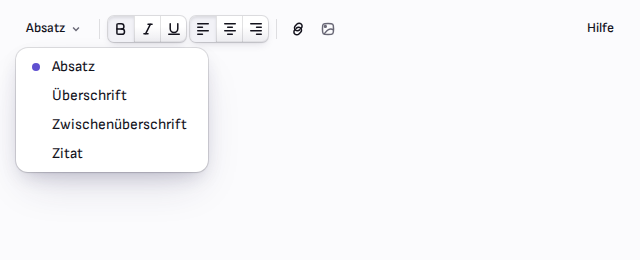 Absatz
B I U
Hilfe
Absatz
Überschrift
Zwischenüberschrift
Zitat